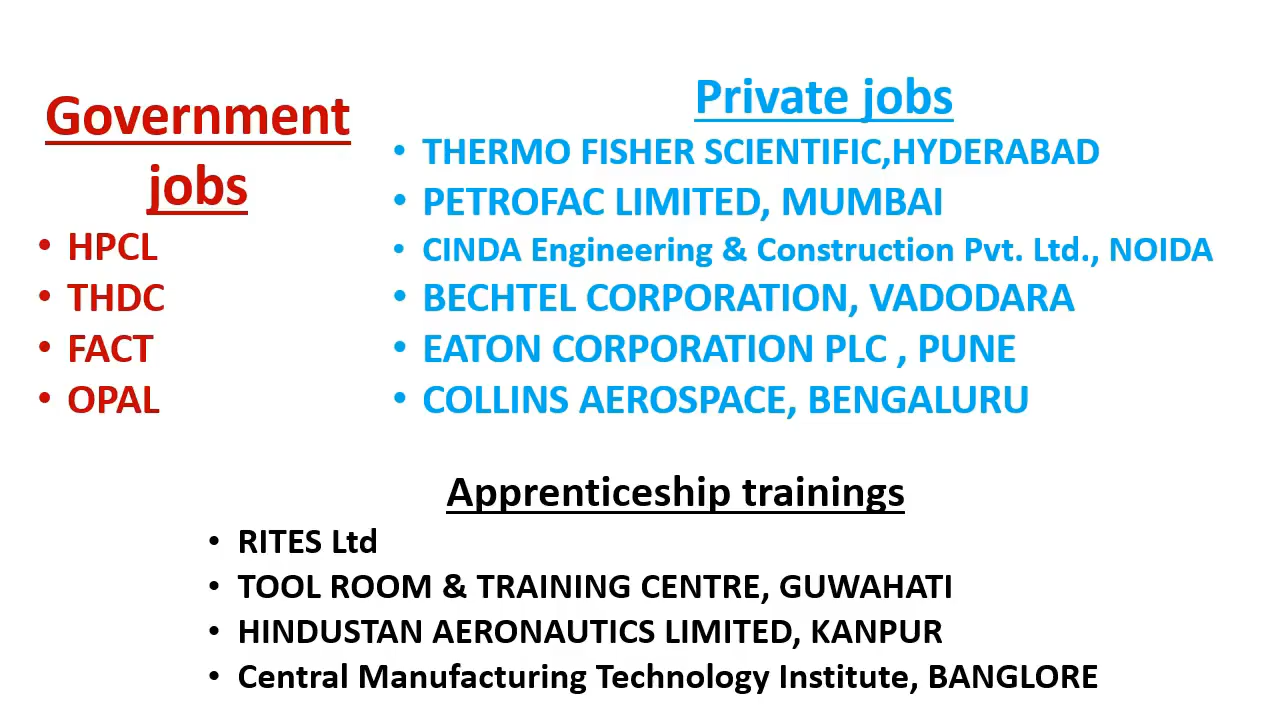 Government
jobs
• HPCL
• THDC
• FACT
• OPAL
Private jobs
• THERMO FISHER SCIENTIFIC,HYDERABAD
• PETROFAC LIMITED, MUMBAI
• CINDA Engineering & Construction Pvt. Ltd., NOIDA
• BECHTEL CORPORATION, VADODARA
• EATON CORPORATION PLC , PUNE
• COLLINS AEROSPACE, BENGALURU
Apprenticeship trainings
• RITES Ltd
• TOOL ROOM & TRAINING CENTRE, GUWAHATI
• HINDUSTAN AERONAUTICS LIMITED, KANPUR
• Central Manufacturing Technology Institute, BANGLORE